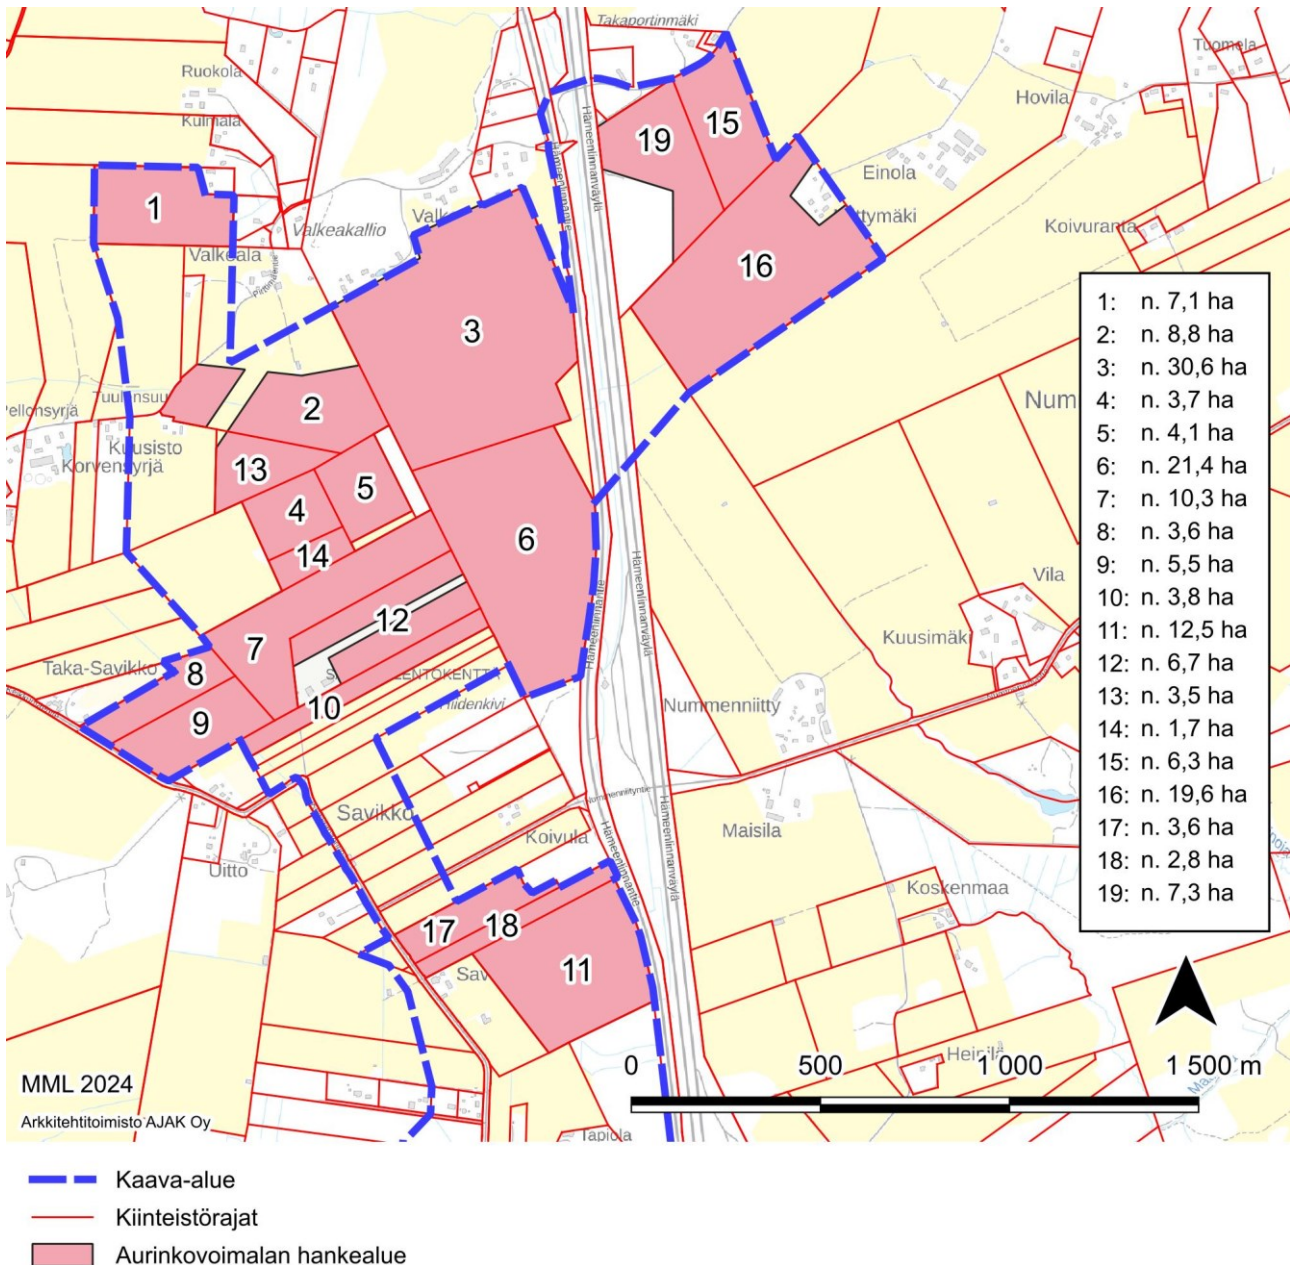 Takaportinmäki
Tuomela
Ruokola
Hovila
Kulmala
Hämeenlinnantie
Hämeenlinnanväylä
19
15
Einola
1
Valkeakallio
Koivuranta
Valkeala
16
3
1: n. 7,1 ha
2: n. 8,8 ha
3: n. 30,6 ha
4: n. 3,7 ha
5: n. 4,1 ha
6: n. 21,4 ha
7: n. 10,3 ha
8: n. 3,6 ha
9: n. 5,5 ha
10: n. 3,8 ha
11: n. 12,5 ha
12: n. 6,7 ha
13: n. 3,5 ha
14: n. 1,7 ha
15: n. 6,3 ha
16: n. 19,6 ha
17: n. 3,6 ha
18: n. 2,8 ha
19: n. 7,3 ha
Num
2
Kuusisto
Korvensyrjä
13
5
4
6
14
Hämeenlinnantie
Hämeenlinnanväylä
Vila
12
Kuusimäki
7
Taka-Savikko
8
LENTOKENTTÄ
Hiidenkivi
10
9
Nummenniitty
Nummenniityntie
Savikko
Koivula
Maisila
Hämeenlinnantie
Hämeenlinnanväylä
Uitto
Koskenmaa
17
18
11
Sav
Heinilä
0 500 1 000 1 500 m
MML 2024
Arkkitehtitoimisto AJAK Oy
Tapiola
Kaava-alue
Kiinteistörajat
Aurinkovoimalan hankealue